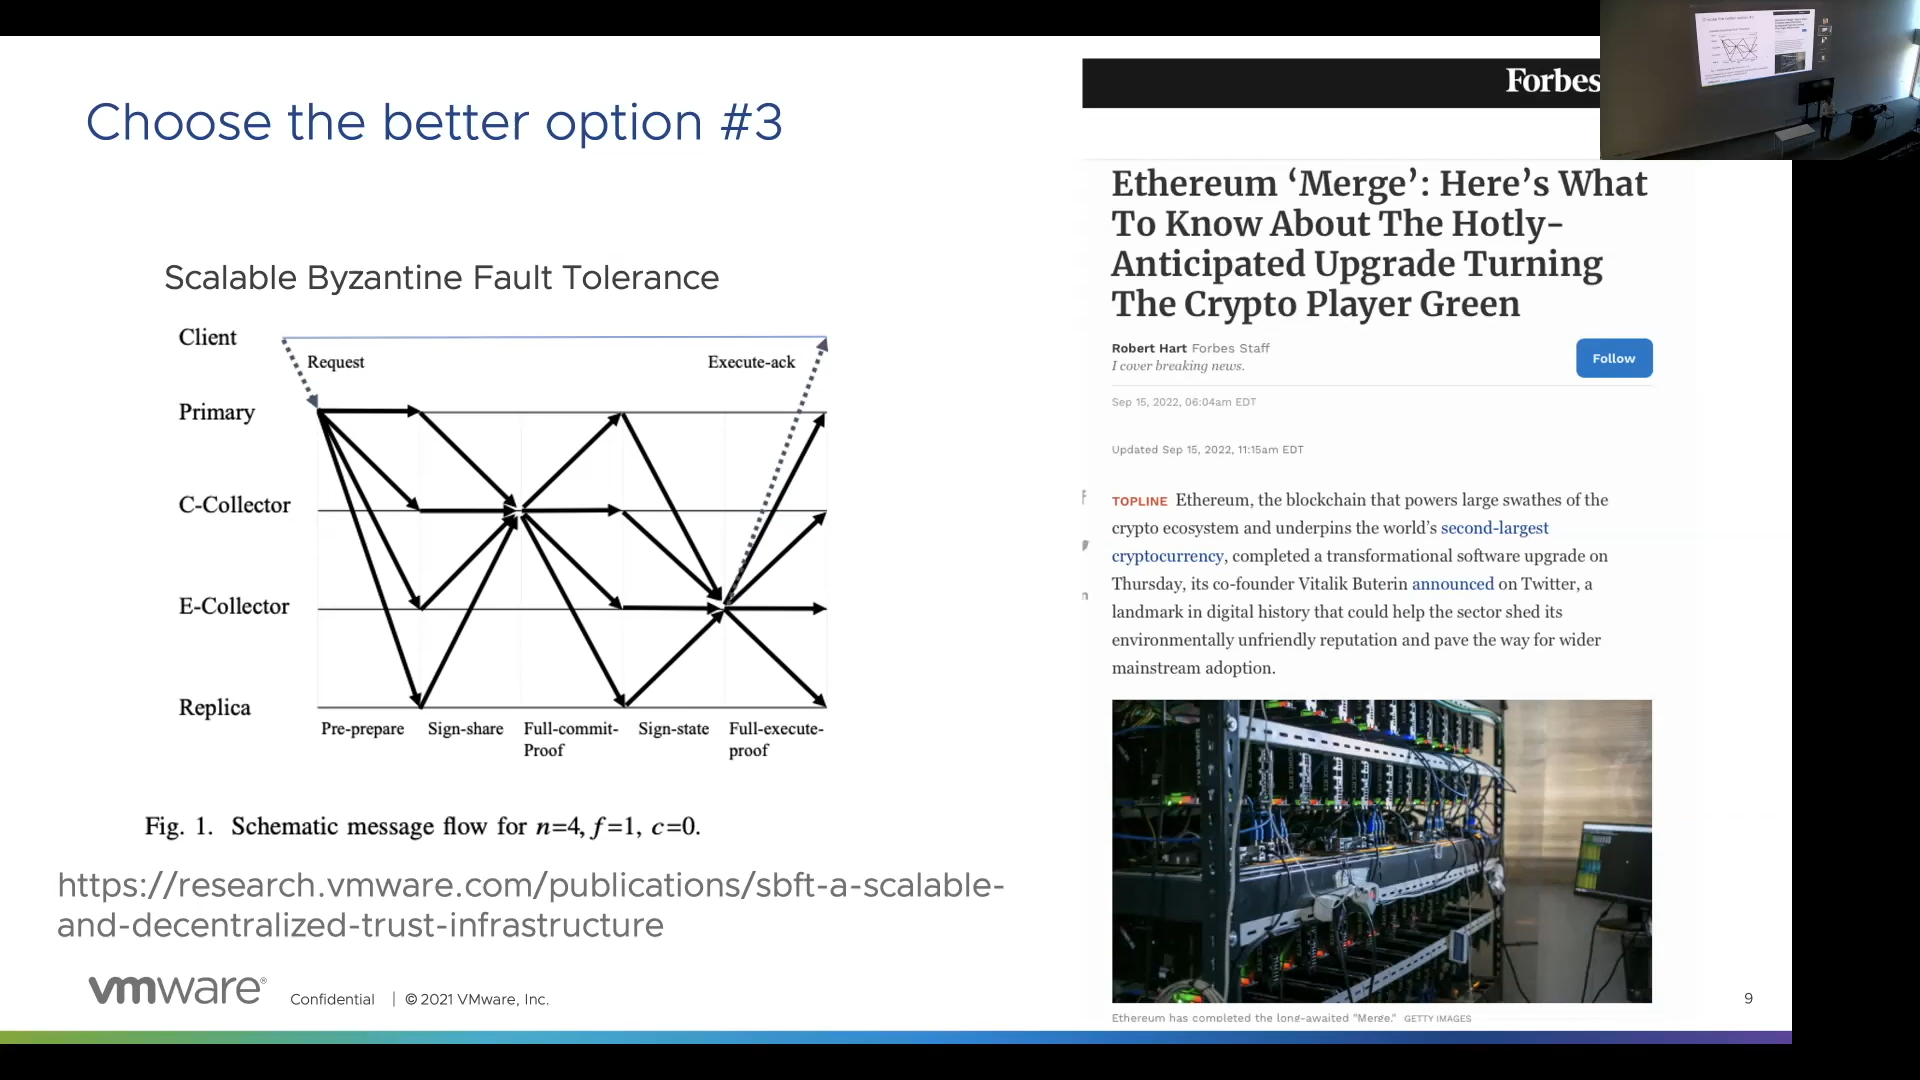 Choose the better option #3
Scalable Byzantine Fault Tolerance
Client
Request
Execute-ack
Primary
C-Collector
E-Collector
Replica
Pre-prepare
Sign-share
Full-commit-
Proof
Sign-state
Full-execute-
proof
Fig. 1. Schematic message flow for n=4, f=1, c=0.
https://research.vmware.com/publications/sbft-a-scalable-
and-decentralized-trust-infrastructure
vmware®
Confidential | © 2021 VMware, Inc.
Forbes
Ethereum ‘Merge’: Here’s What
To Know About The Hotly-
Anticipated Upgrade Turning
The Crypto Player Green
Robert Hart Forbes Staff
I cover breaking news.
Follow
Sep 15, 2022, 06:04am EDT
Updated Sep 15, 2022, 11:15am EDT
TOPLINE Ethereum, the blockchain that powers large swathes of the
crypto ecosystem and underpins the world’s second-largest
cryptocurrency, completed a transformational software upgrade on
Thursday, its co-founder Vitalik Buterin announced on Twitter, a
landmark in digital history that could help the sector shed its
environmentally unfriendly reputation and pave the way for wider
mainstream adoption.
Ethereum has completed the long-awaited "Merge." GETTY IMAGES
9